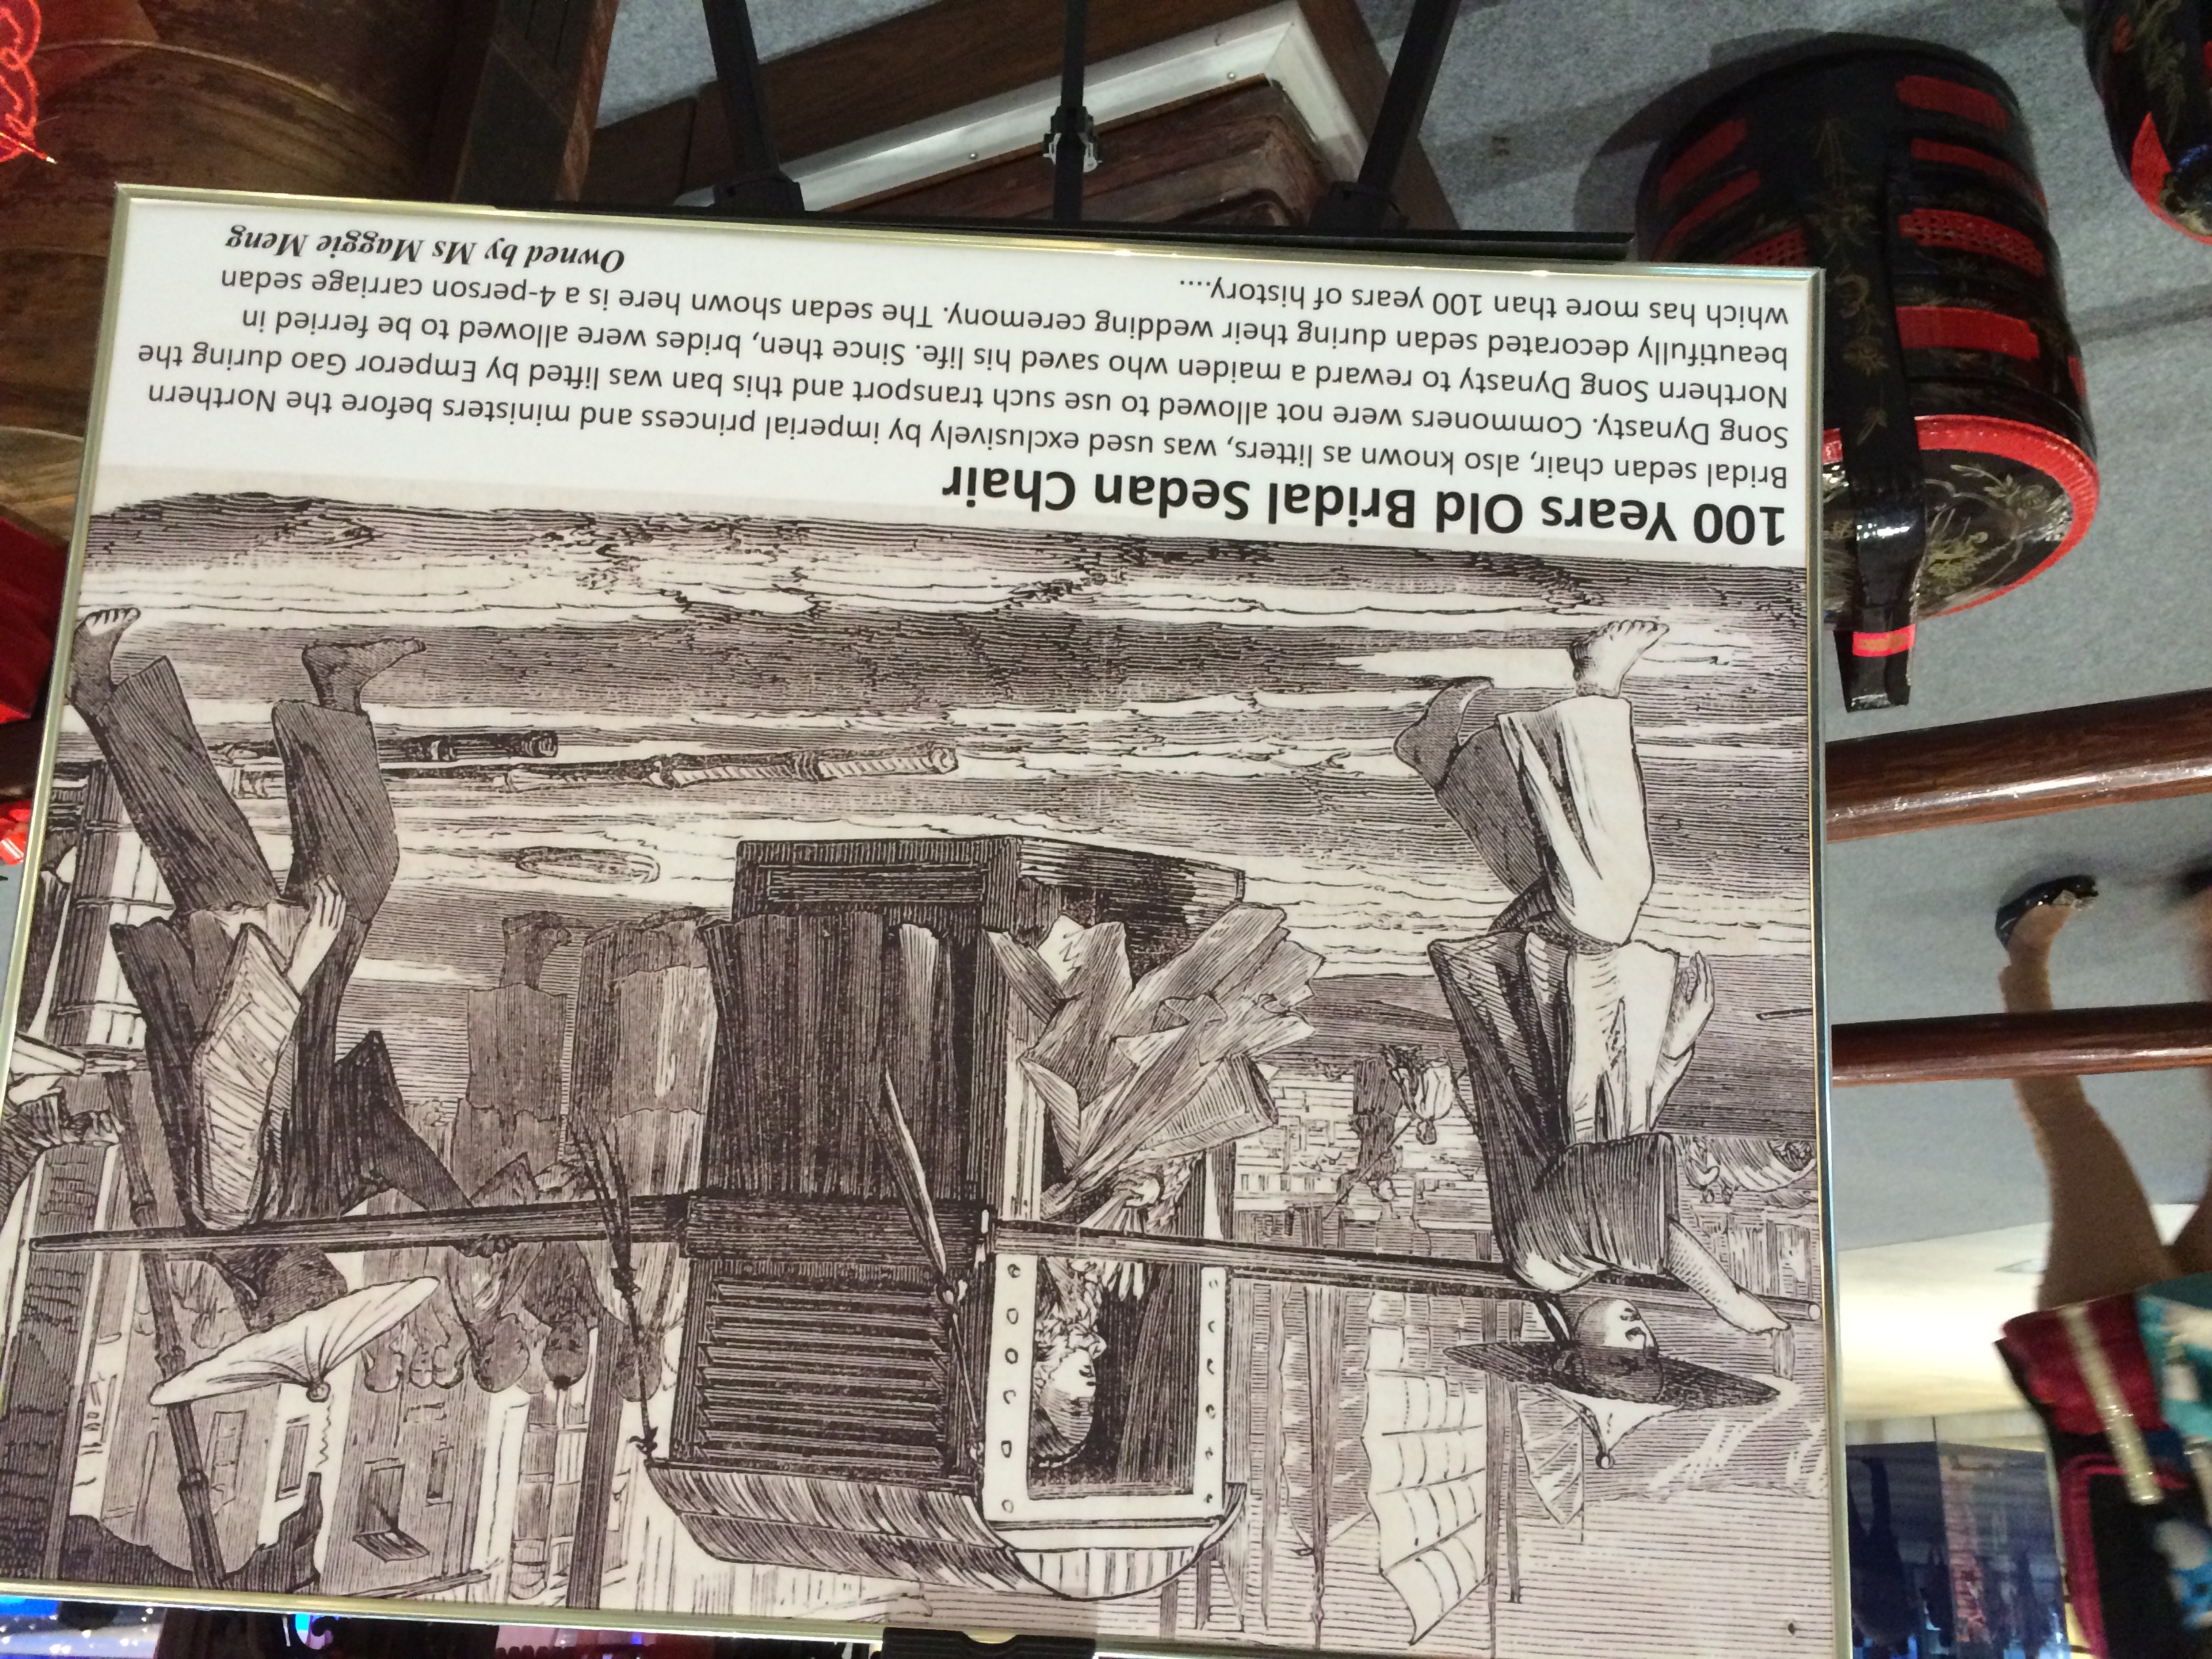 100 Years Old Bridal Sedan Chair
Bridal sedan chair, also known as litters, was used exclusively by imperial princess and ministers before the Northern
Song Dynasty. Commoners were not allowed to use such transport and this ban was lifted by Emperor Gao during the
Northern Song Dynasty to reward a maiden who saved his life. Since then, brides were allowed to be ferried in
beautifully decorated sedan during their wedding ceremony. The sedan shown here is a 4-person carriage sedan
which has more than 100 years of history....
Owned by Ms Maggie Meng